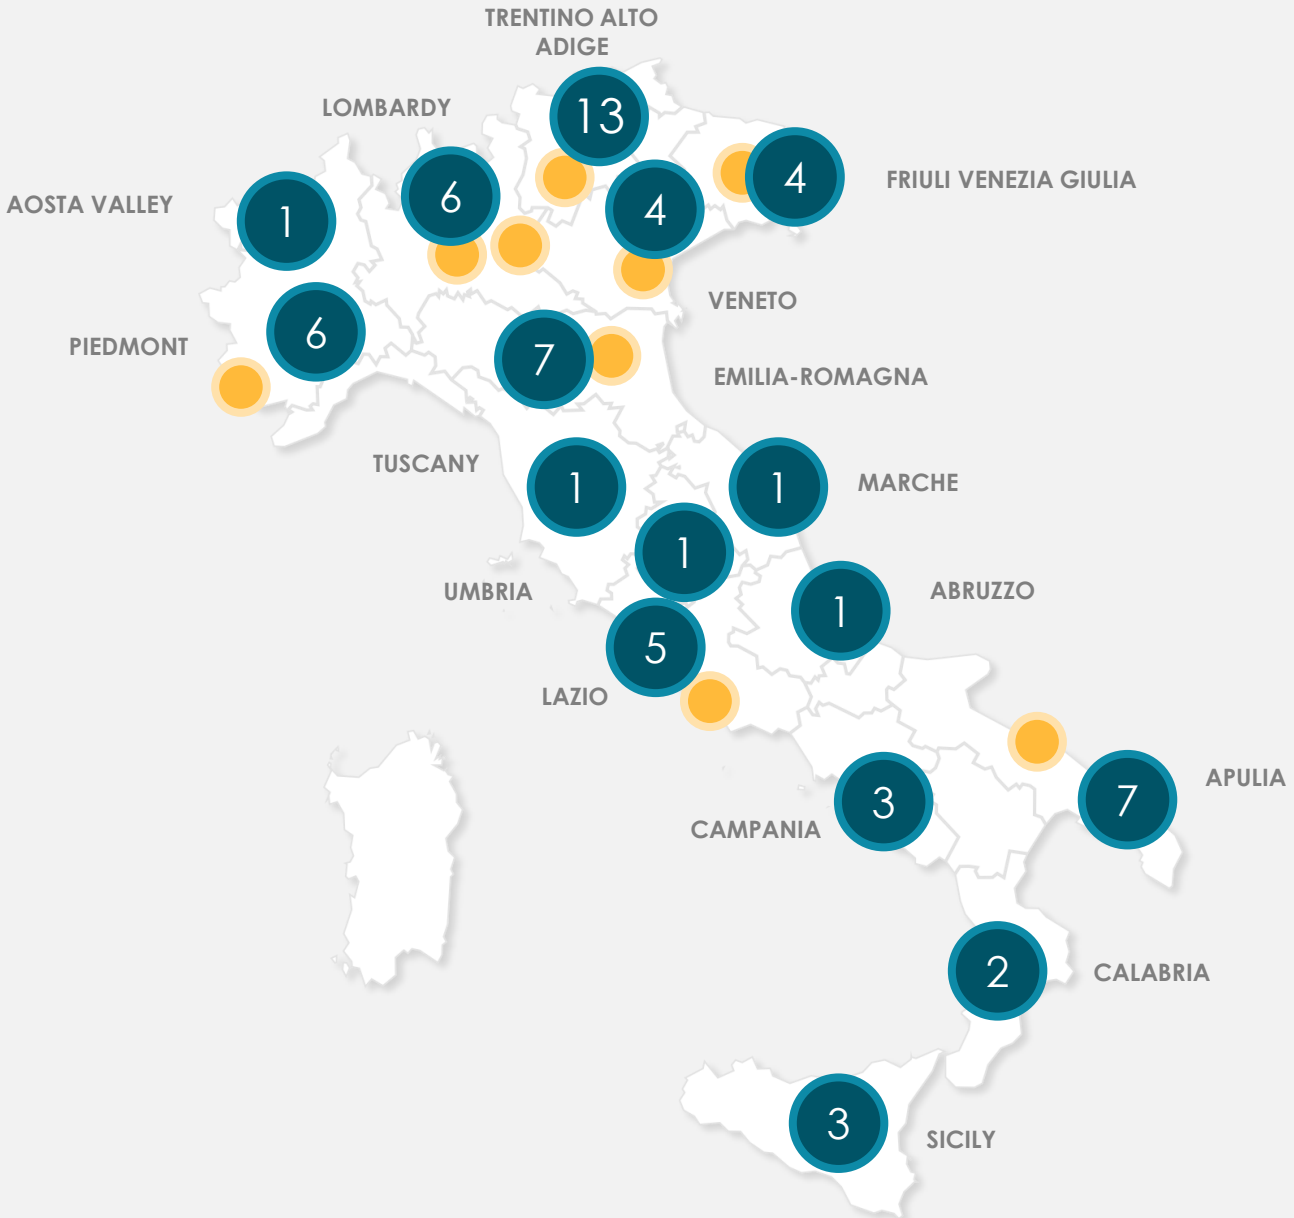 TRENTINO ALTO
ADIGE
13
LOMBARDY
6
4
4
FRIULI VENEZIA GIULIA
AOSTA VALLEY
1
VENETO
PIEDMONT
6
7
EMILIA-ROMAGNA
TUSCANY
1
1
MARCHE
1
UMBRIA
1
ABRUZZO
5
LAZIO
3
CAMPANIA
7
APULIA
2
CALABRIA
3
SICILY